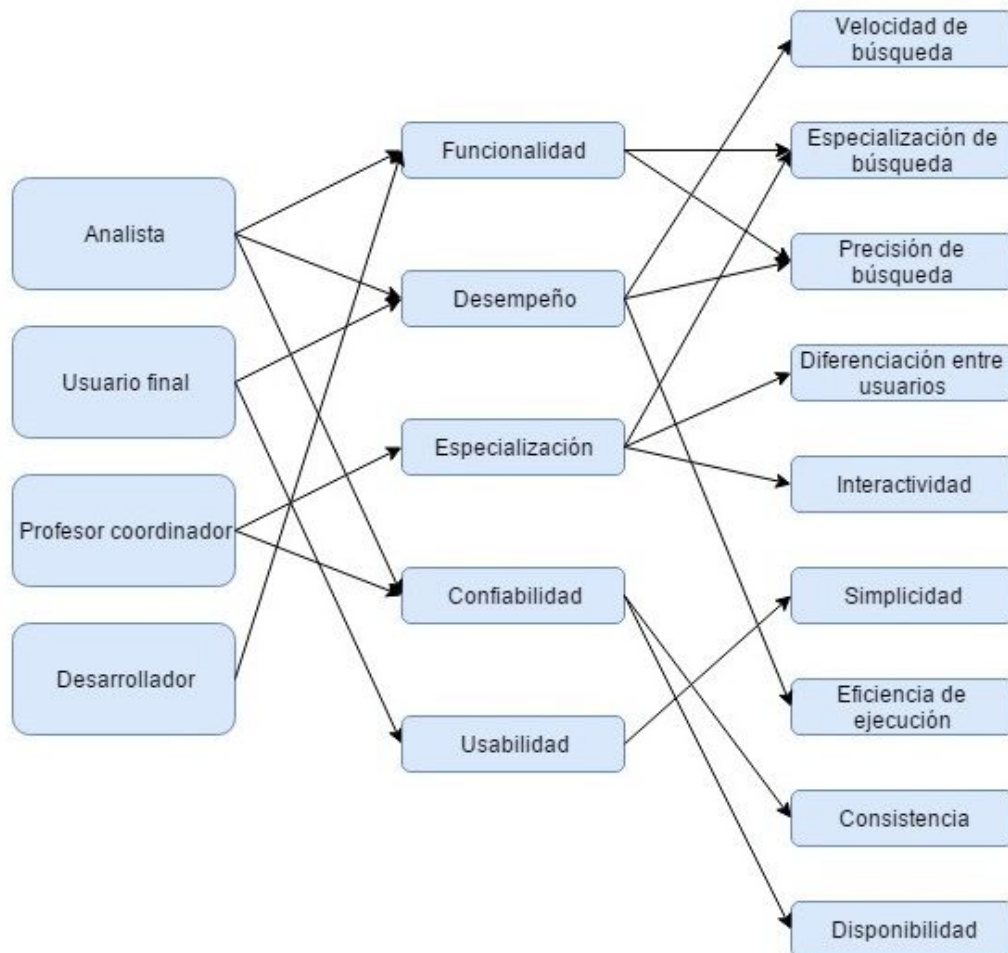 Analista
Usuario final
Profesor coordinador
Desarrollador
Funcionalidad
Desempeño
Especialización
Confiabilidad
Usabilidad
Velocidad de
búsqueda
Especialización de
búsqueda
Precisión de
búsqueda
Diferenciación entre
usuarios
Interactividad
Simplicidad
Eficiencia de
ejecución
Consistencia
Disponibilidad